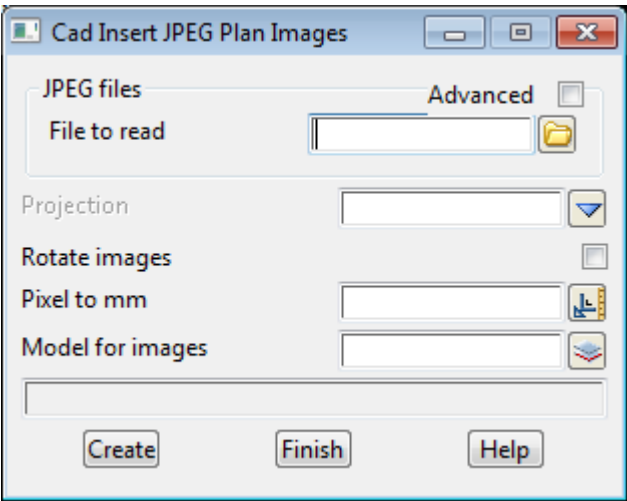 Cad Insert JPEG Plan Images
JPEG files
Advanced
File to read
Projection
Rotate images
Pixel to mm
Model for images
Create Finish Help